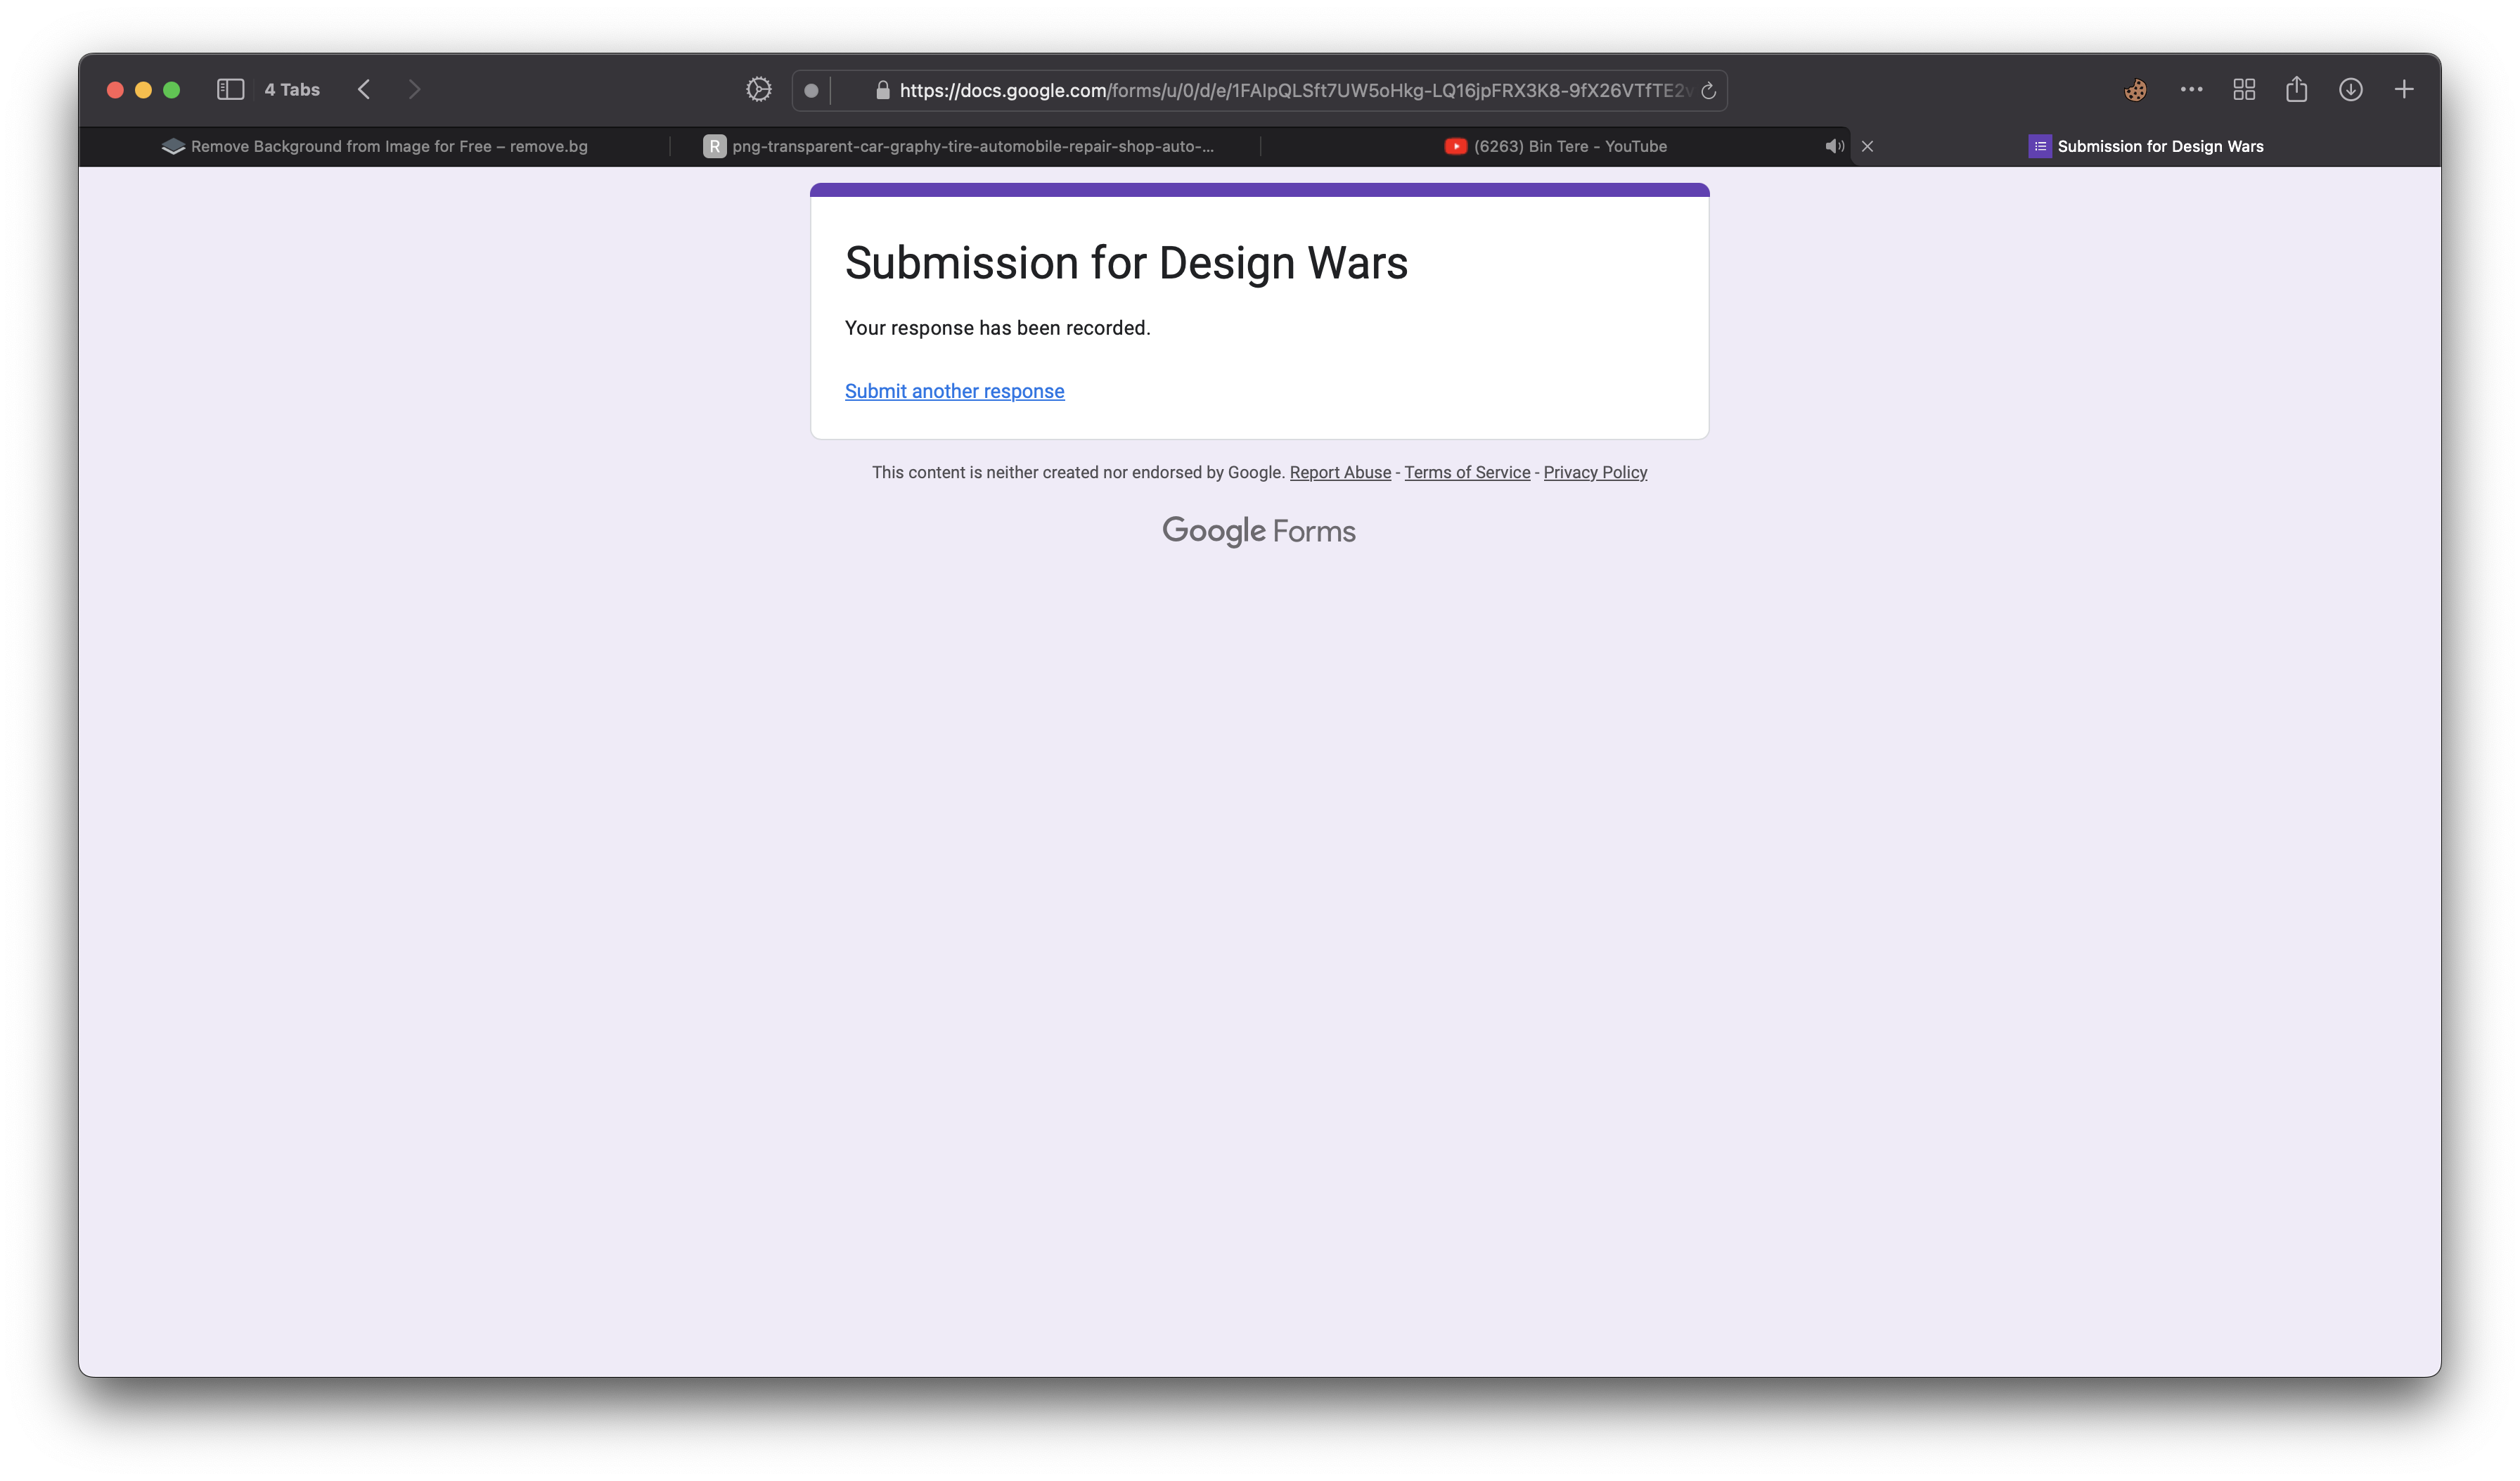 4 Tabs
https://docs.google.com/forms/u/0/d/e/1FAIpQLSft7UW5oHkg-LQ16jpFRX3K8-9fX26VTfTE2v
Remove Background from Image for Free – remove.bg
R png-transparent-car-graphy-tire-automobile-repair-shop-auto-...
(6263) Bin Tere - YouTube
Submission for Design Wars
Submission for Design Wars
Your response has been recorded.
Submit another response
This content is neither created nor endorsed by Google. Report Abuse - Terms of Service - Privacy Policy
Google Forms